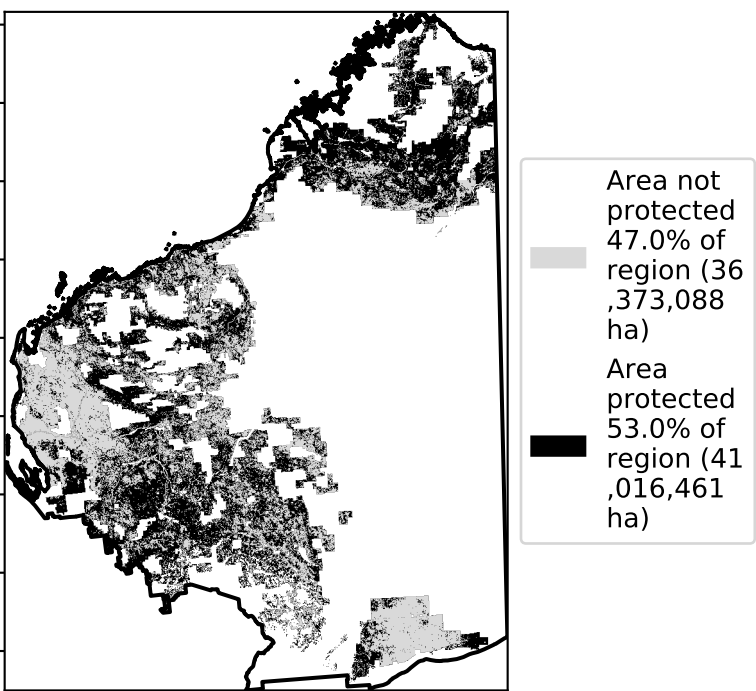 Area not
protected
47.0% of
region (36
,373,088
ha)
Area
protected
53.0% of
region (41
,016,461
ha)